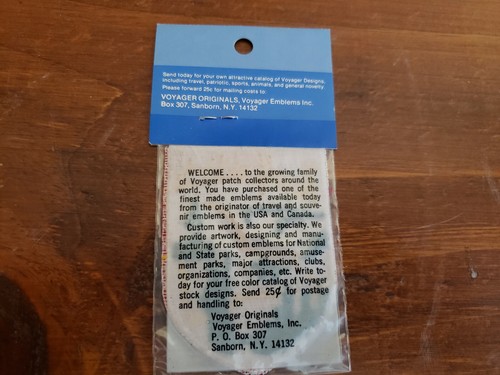 Send today for your own attractive catalog of Voyager Designs,
including travel, patriotic, sports, animals, and general novelty.
Please forward 25c for mailing costs to
VOYAGER ORIGINALS, Voyager Emblems Inc.
Box 307, Sanborn, N.Y. 14132
WELCOME .... to the growing family
of Voyager patch collectors around the
world. You have purchased one of the
finest made emblems available today
from the originator of travel and souve-
nir emblems in the USA and Canada.
Custom work is also our specialty. We
provide artwork, designing and manu-
facturing of custom emblems for National
and State parks, campgrounds, amuse-
ment parks, major attractions, clubs,
organizations, companies, etc. Write to-
day for your free color catalog of Voyager
stock designs. Send 25¢ for postage
and handling to:
Voyager Originals
Voyager Emblems, Inc.
P. O. Box 307
Sanborn, N.Y. 14132